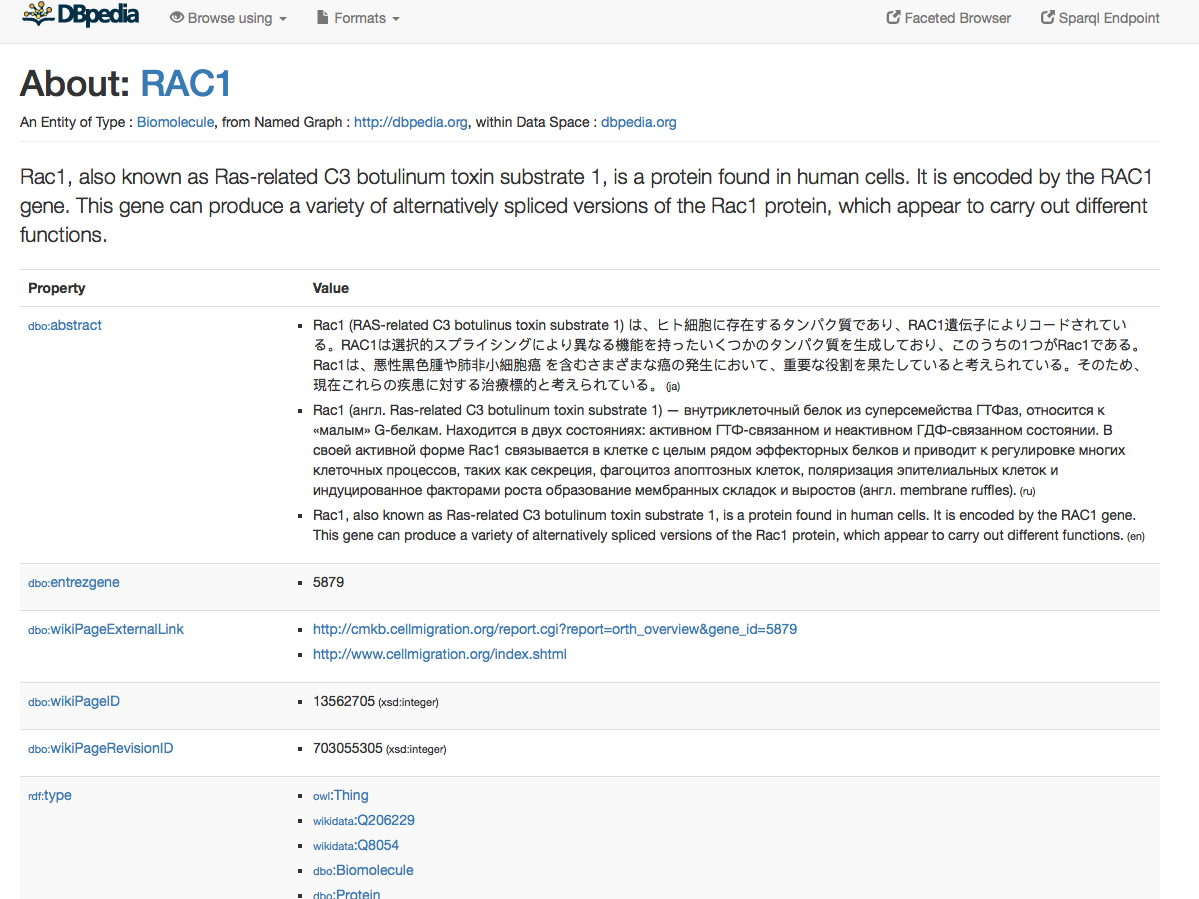 DBpedia Browse using Formats Faceted Browser Sparql Endpoint
About: RAC1
An Entity of Type : Biomolecule, from Named Graph : http://dbpedia.org, within Data Space : dbpedia.org
Rac1, also known as Ras-related C3 botulinum toxin substrate 1, is a protein found in human cells. It is encoded by the RAC1
gene. This gene can produce a variety of alternatively spliced versions of the Rac1 protein, which appear to carry out different
functions.
Property Value
dbo:abstract
Rac1 (RAS-related C3 botulinus toxin substrate 1) は、ヒト細胞に存在するタンパク質であり、RAC1遺伝子によりコードされてい
る。RAC1は選択的スプライシングにより異なる機能を持ったいくつかのタンパク質を生成しており、このうちの1つがRac1である。
Rac1は、悪性黒色腫や肺非小細胞癌 を含むさまざまな癌の発生において、重要な役割を果たしていると考えられている。そのため、
現在これらの疾患に対する治療標的と考えられている。 (ja)
Rac1 (англ. Ras-related C3 botulinum toxin substrate 1) — внутриклеточный белок из суперсемейства ГТФаз, относится к
«малым» G-белкам. Находится в двух состояниях: активном ГТФ-связанном и неактивном ГДФ-связанном состоянии. В
своей активной форме Rac1 связывается в клетке с целым рядом эффекторных белков и приводит к регулировке многих
клеточных процессов, таких как секреция, фагоцитоз апоптозных клеток, поляризация эпителиальных клеток и
индуцированное факторами роста образование мембранных складок и выростов (англ. membrane ruffles). (ru)
Rac1, also known as Ras-related C3 botulinum toxin substrate 1, is a protein found in human cells. It is encoded by the RAC1 gene.
This gene can produce a variety of alternatively spliced versions of the Rac1 protein, which appear to carry out different functions. (en)
dbo:entrezgene 5879
dbo:wikiPageExternalLink http://cmkb.cellmigration.org/report.cgi?report=orth_overview&gene_id=5879
http://www.cellmigration.org/index.shtml
dbo:wikiPageID 13562705 (xsd:integer)
dbo:wikiPageRevisionID 703055305 (xsd:integer)
rdf:type owl:Thing
wikidata:Q206229
wikidata:Q8054
dbo:Biomolecule
dbo:Protein